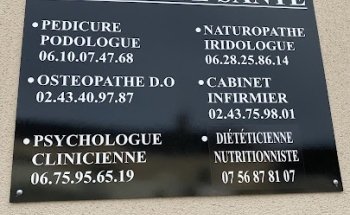 SANTE
• PEDICURE
PODOLOGUE
06.10.07.47.68
• NATUROPATHE
IRIDOLOGUE
06.28.25.86.14
• OSTEOPATHE D.O
02.43.40.97.87
• CABINET
INFIRMIER
02.43.75.98.01
• PSYCHOLOGUE
CLINICIENNE
06.75.95.65.19
• DIÉTÉTICIENNE
NUTRITIONNISTE
07 56 87 81 07